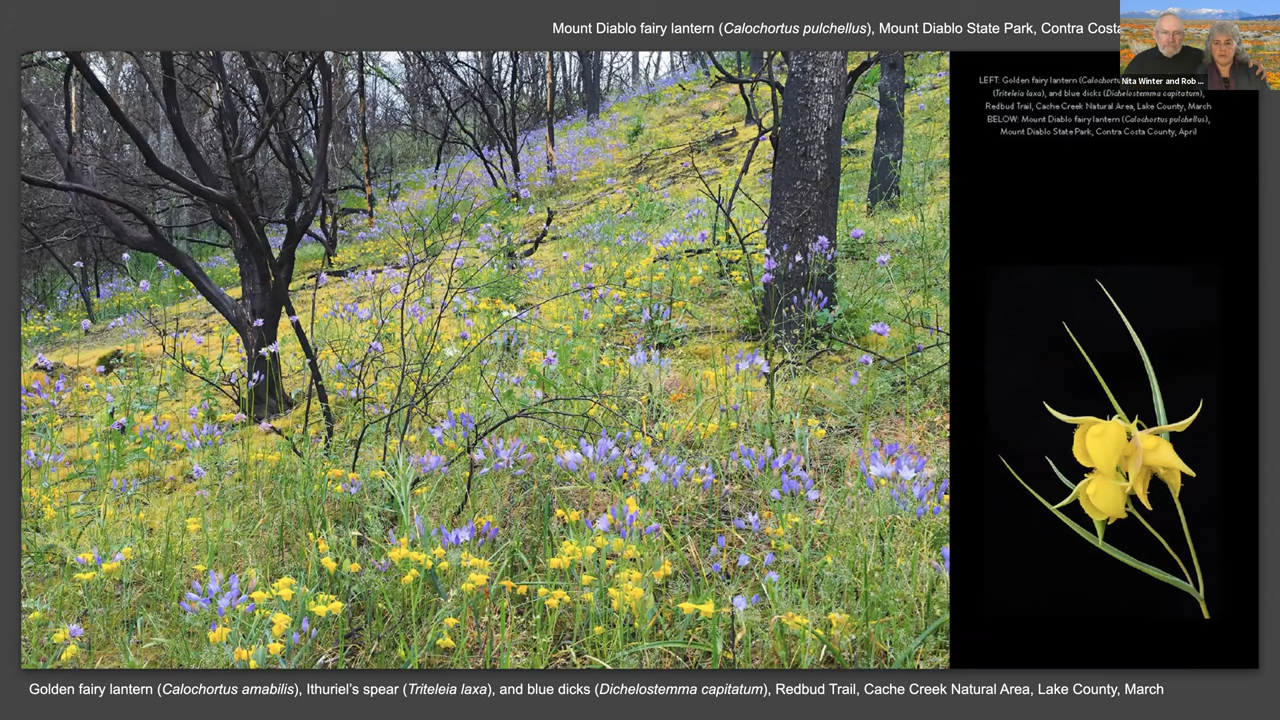 Mount Diablo fairy lantern (Calochortus pulchellus), Mount Diablo State Park, Contra Costa
Nita Winter and Rob ...
LEFT: Golden fairy lantern
(Triteleia laxa), and blue dicks (Dichelostemma capitatum),
Redbud Trail, Cache Creek Natural Area, Lake County, March
BELOW: Mount Diablo fairy lantern (Calochortus pulchellus),
Mount Diablo State Park, Contra Costa County, April
Golden fairy lantern (Calochortus amabilis), Ithuriel's spear (Triteleia laxa), and blue dicks (Dichelostemma capitatum), Redbud Trail, Cache Creek Natural Area, Lake County, March